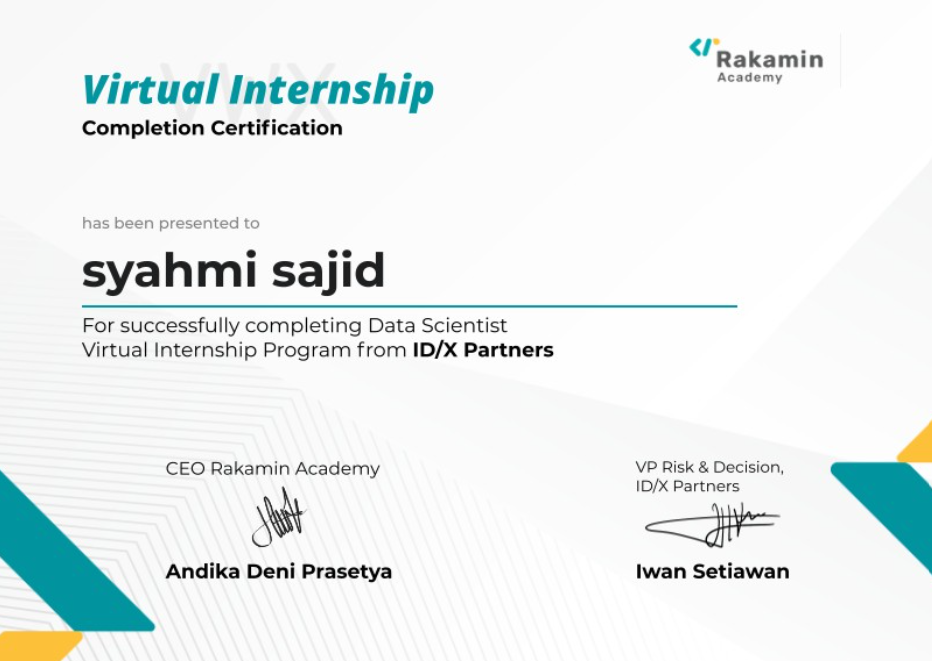 Rakamin
Academy
VWX
Virtual Internship
Completion Certification
has been presented to
syahmi sajid
For successfully completing Data Scientist
Virtual Internship Program from ID/X Partners
CEO Rakamin Academy
Andika Deni Prasetya
VP Risk & Decision,
ID/X Partners
Iwan Setiawan